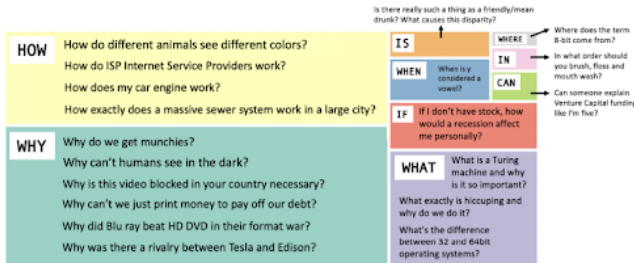 Is there really such a thing as a friendly/mean
drunk? What causes this disparity?
HOW
How do different animals see different colors?
How do ISP Internet Service Providers work?
How does my car engine work?
How exactly does a massive sewer system work in a large city?
WHY
Why do we get munchies?
Why can't humans see in the dark?
Why is this video blocked in your country necessary?
Why can't we just print money to pay off our debt?
Why did Blu ray beat HD DVD in their format war?
Why was there a rivalry between Tesla and Edison?
IS
WHERE
Where does the term
8-bit come from?
WHEN
When is y
considered a
vowel?
IN
In what order should
you brush, floss and
mouth wash?
CAN
Can someone explain
Venture Capital funding
like I'm five?
IF
If I don't have stock, how
would a recession affect
me personally?
WHAT
What is a Turing
machine and why
is it so important?
What exactly is hiccuping and
why do we do it?
What's the difference
between 32 and 64bit
operating systems?